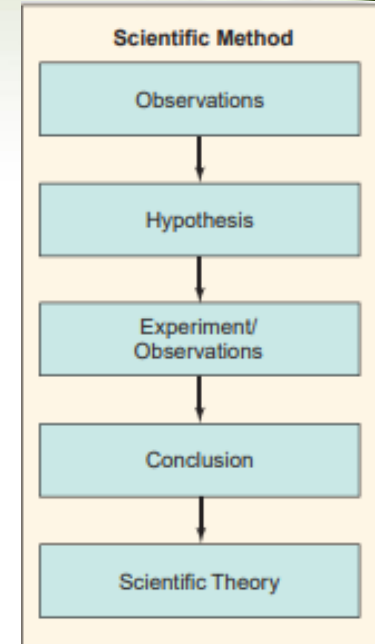 Scientific Method
Observations
Hypothesis
Experiment/
Observations
Conclusion
Scientific Theory